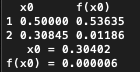 x0 f(x0)
1 0.50000 0.53635
2 0.30845 0.01186
x0 = 0.30402
f(x0) = 0.000006